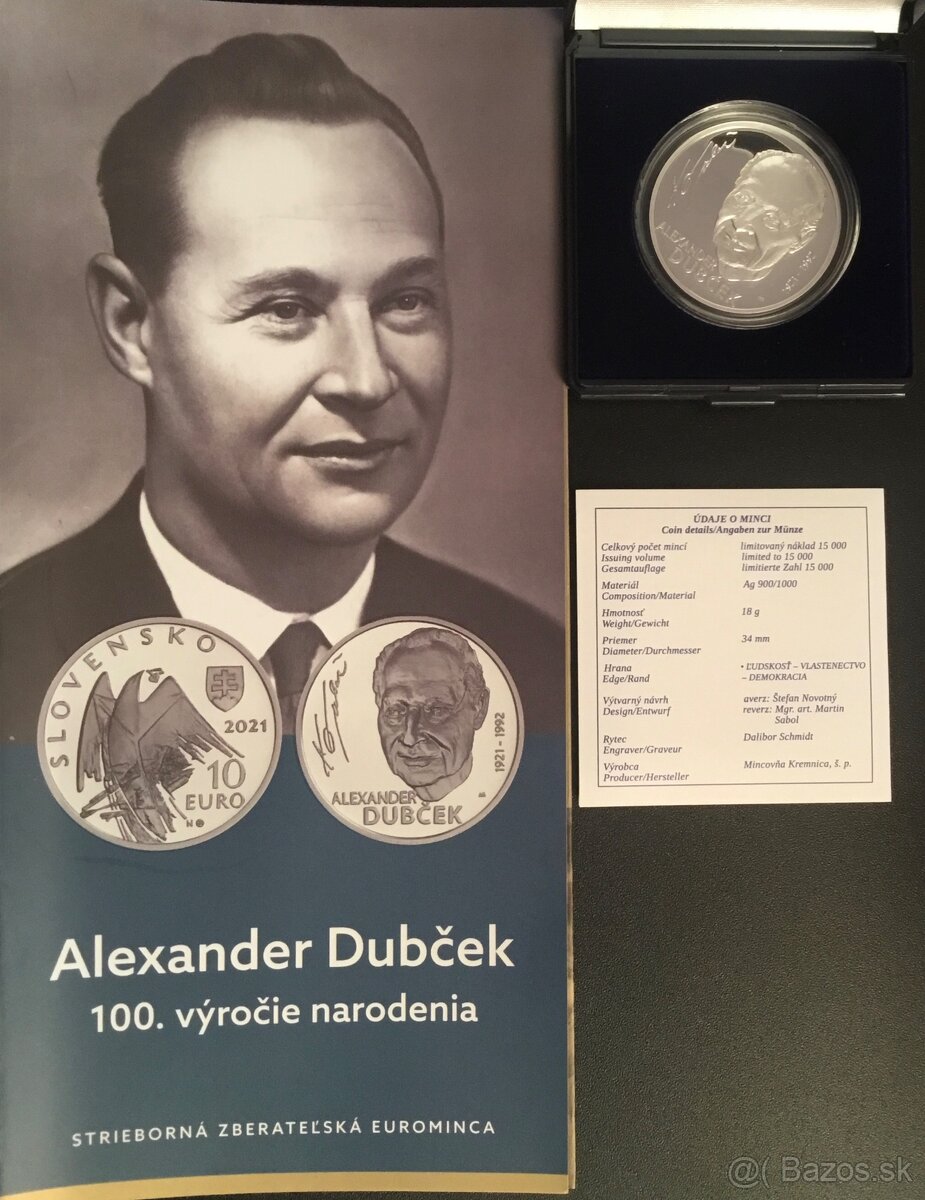 SLOVENSKO
2021
10
EURO
1921 - 1992
ALEXANDER
DUBČEK
Alexander Dubček
100. výročie narodenia
STRIEBORNÁ ZBERATEĽSKÁ EUROMINCA
ALEXANDER
DUBČEK
1921 - 1992
ÚDAJE O MINCI
Coin details/Angaben zur Münze
Celkový počet mincí limitovaný náklad 15 000
Issuing volume limited to 15 000
Gesamtauflage limitierte Zahl 15 000
Materiál Ag 900/1000
Composition/Material
Hmotnosť 18 g
Weight/Gewicht
Priemer 34 mm
Diameter/Durchmesser
Hrana • ĽUDSKOSŤ – VLASTENECTVO
Edge/Rand – DEMOKRACIA
Výtvarný návrh averz: Štefan Novotný
Design/Entwurf reverz: Mgr. art. Martin
Sabol
Rytec Dalibor Schmidt
Engraver/Graveur
Výrobca Mincovňa Kremnica, š. p.
Producer/Hersteller
@( Bazos.sk